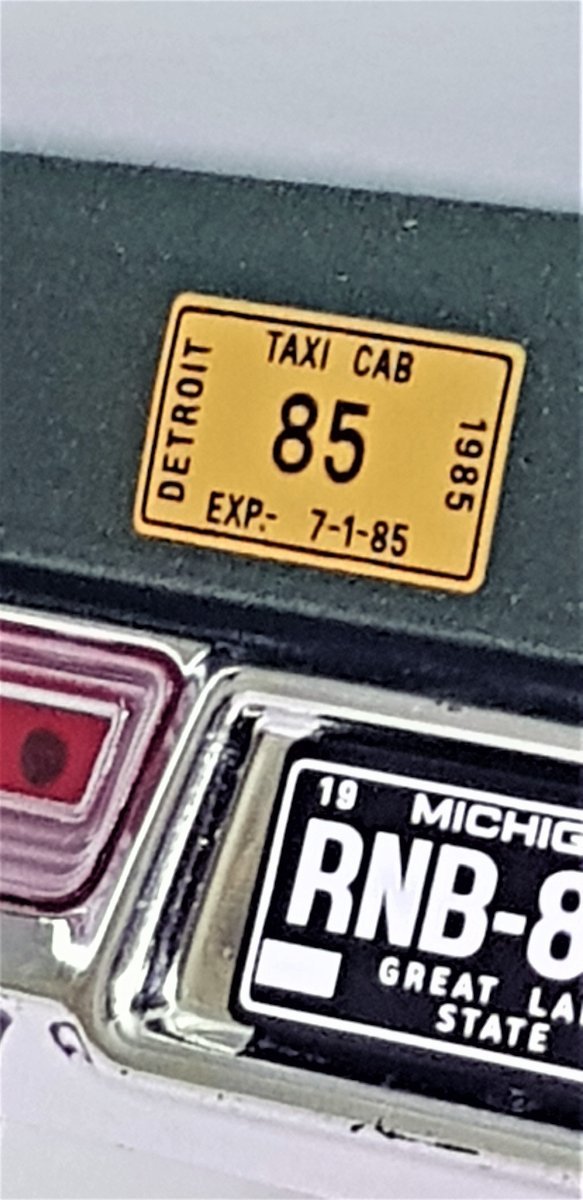 TAXI CAB
DETROIT
85
1985
EXP.- 7-1-85
19
MICHIG
RNB-8
GREAT LA
STATE